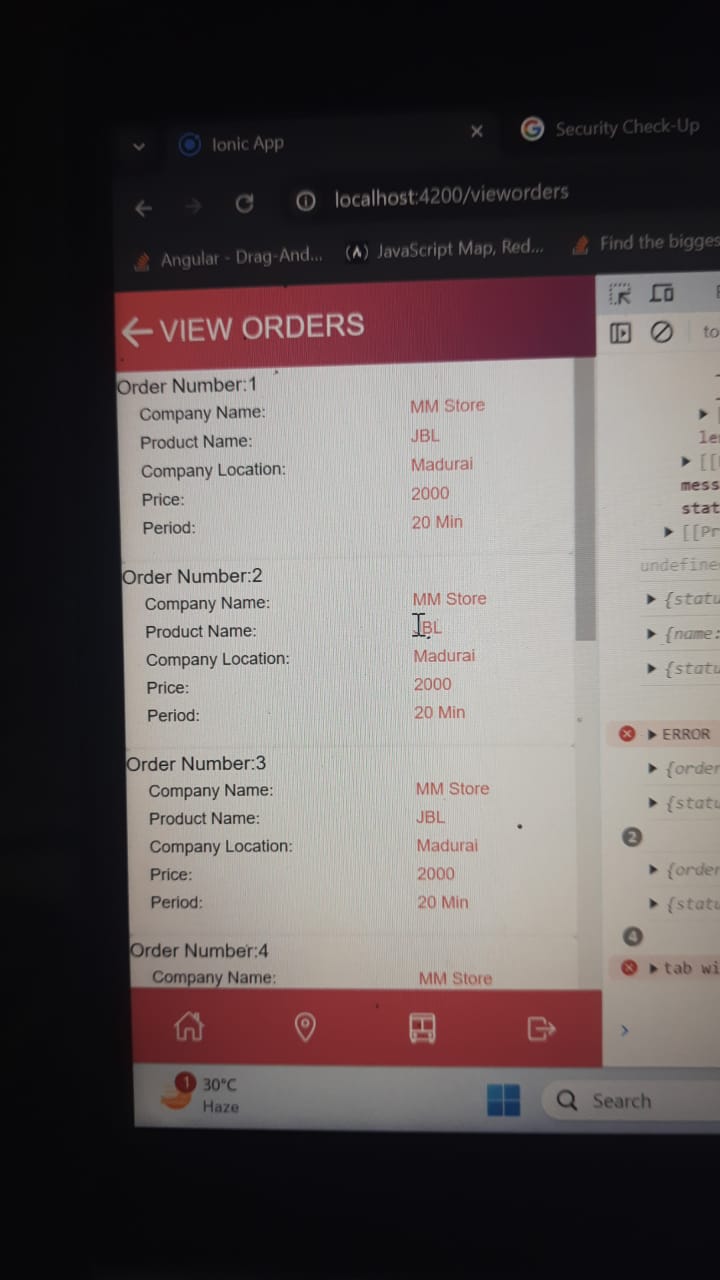 Ionic App
Security Check-Up
localhost:4200/vieworders
Angular - Drag-And...
JavaScript Map, Red...
Find the bigges
VIEW ORDERS
to
Order Number:1
Company Name: MM Store
Product Name: JBL
Company Location: Madurai
Price: 2000
Period: 20 Min
Order Number:2
Company Name: MM Store
Product Name: JBL
Company Location: Madurai
Price: 2000
Period: 20 Min
Order Number:3
Company Name: MM Store
Product Name: JBL
Company Location: Madurai
Price: 2000
Period: 20 Min
Order Number:4
Company Name: MM Store
le
[[
mess
stat
[[Pr
undefine
{statu
{name:
{statu
ERROR
{order
{statu
2
{order
{statu
4
tab wi
1
30°C
Haze
Search